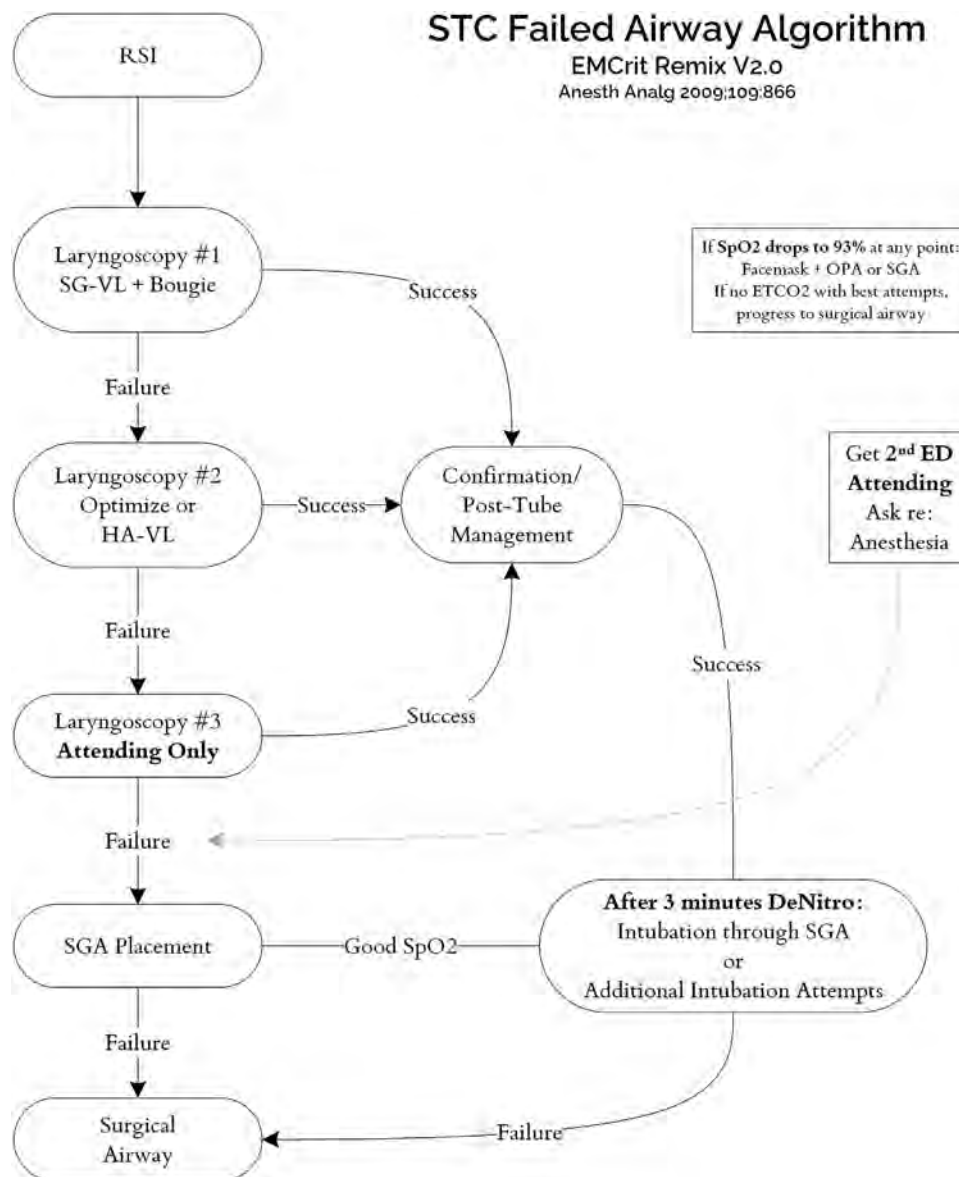 STC Failed Airway Algorithm
EMCrit Remix V2.0
Anesth Analg 2009;109:866
RSI
Laryngoscopy #1
SG-VL + Bougie
Success
If SpO2 drops to 93% at any point:
Facemask + OPA or SGA
If no ETCO2 with best attempts,
progress to surgical airway
Failure
Laryngoscopy #2
Optimize or
HA-VL
Success
Confirmation/
Post-Tube
Management
Get 2nd ED
Attending
Ask re:
Anesthesia
Failure
Success
Laryngoscopy #3
Attending Only
Success
Failure
SGA Placement
Good SpO2
After 3 minutes DeNitro:
Intubation through SGA
or
Additional Intubation Attempts
Failure
Surgical
Airway
Failure